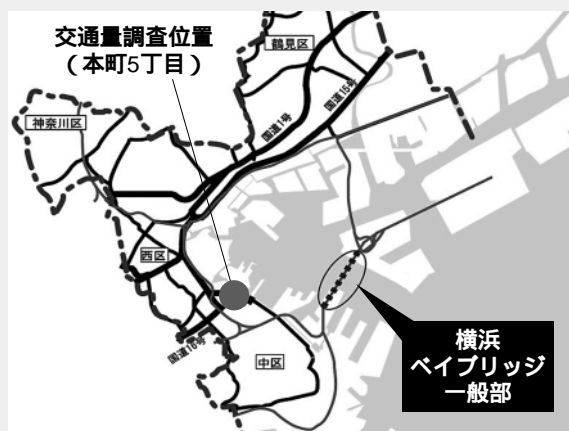 交通量調査位置
（本町5丁目）
鶴見区
国道1号
国道15号
神奈川区
西区
国道16号
中区
横浜
ベイブリッジ
一般部